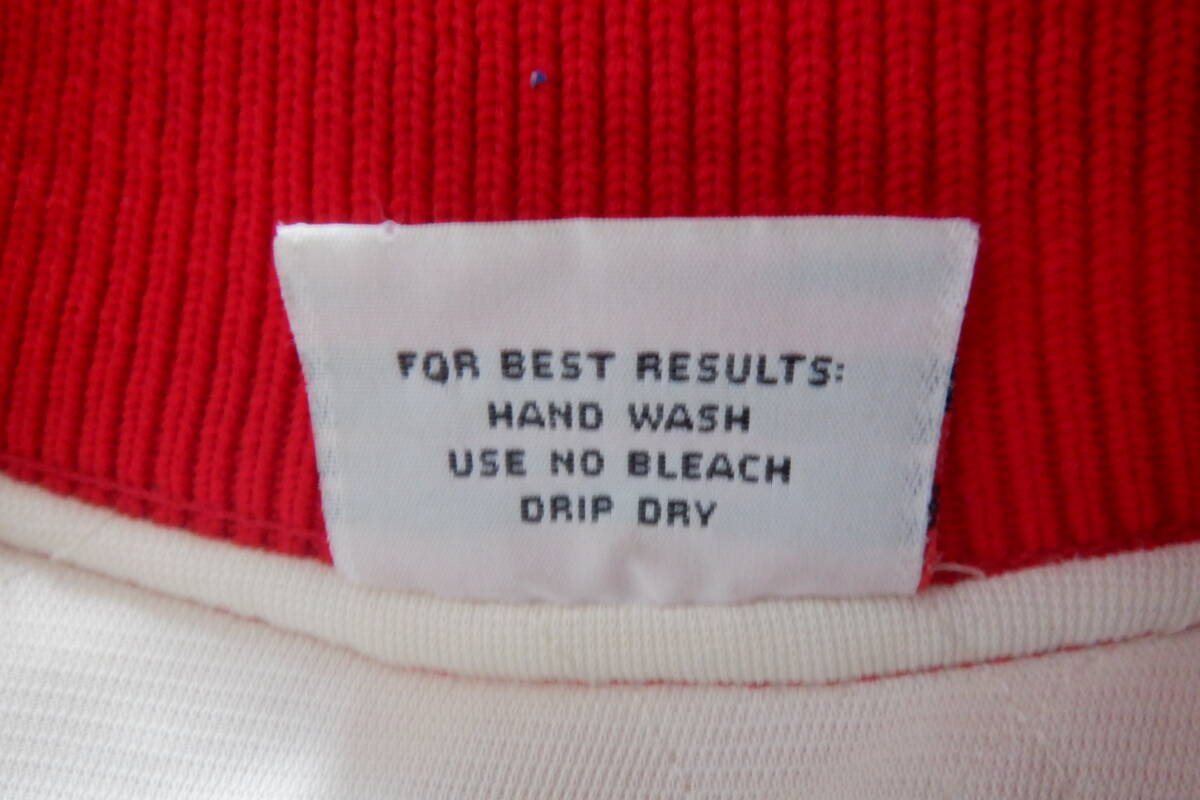 FOR BEST RESULTS:
HAND WASH
USE NO BLEACH
DRIP DRY